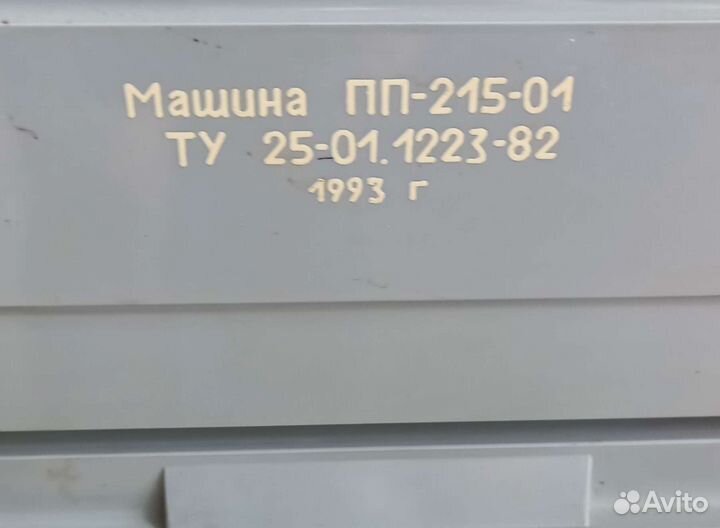 Машина ПП-215-01
ТУ 25-01.1223-82
1993 г
Avito